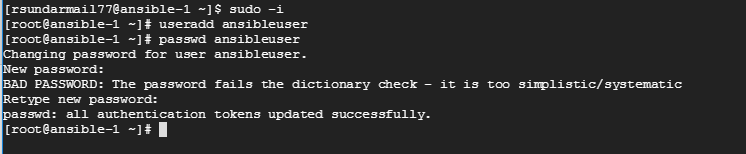 [rsundarmail77@ansible-1 ~]$ sudo -i
[root@ansible-1 ~]# useradd ansibleuser
[root@ansible-1 ~]# passwd ansibleuser
Changing password for user ansibleuser.
New password:
BAD PASSWORD: The password fails the dictionary check - it is too simplistic/systematic
Retype new password:
passwd: all authentication tokens updated successfully.
[root@ansible-1 ~]#